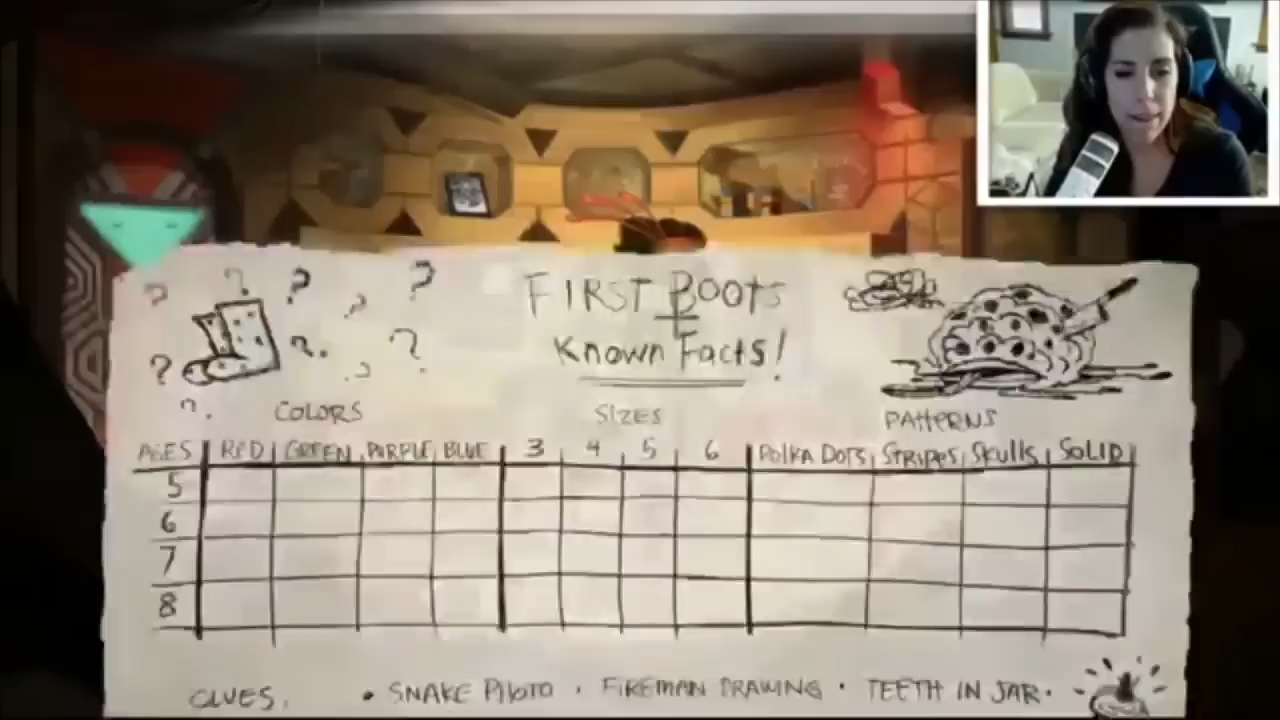 FIRST BOOTS
Known Facts!
COLORS SIZES PATTERNS
AGES RED GREEN PURPLE BLUE 3 4 5 6 POLKA DOTS STRIPES SKULLS SOLID
5
6
7
8
CLUES. • SNAKE PHOTO • FIREMAN DRAWING • TEETH IN JAR •